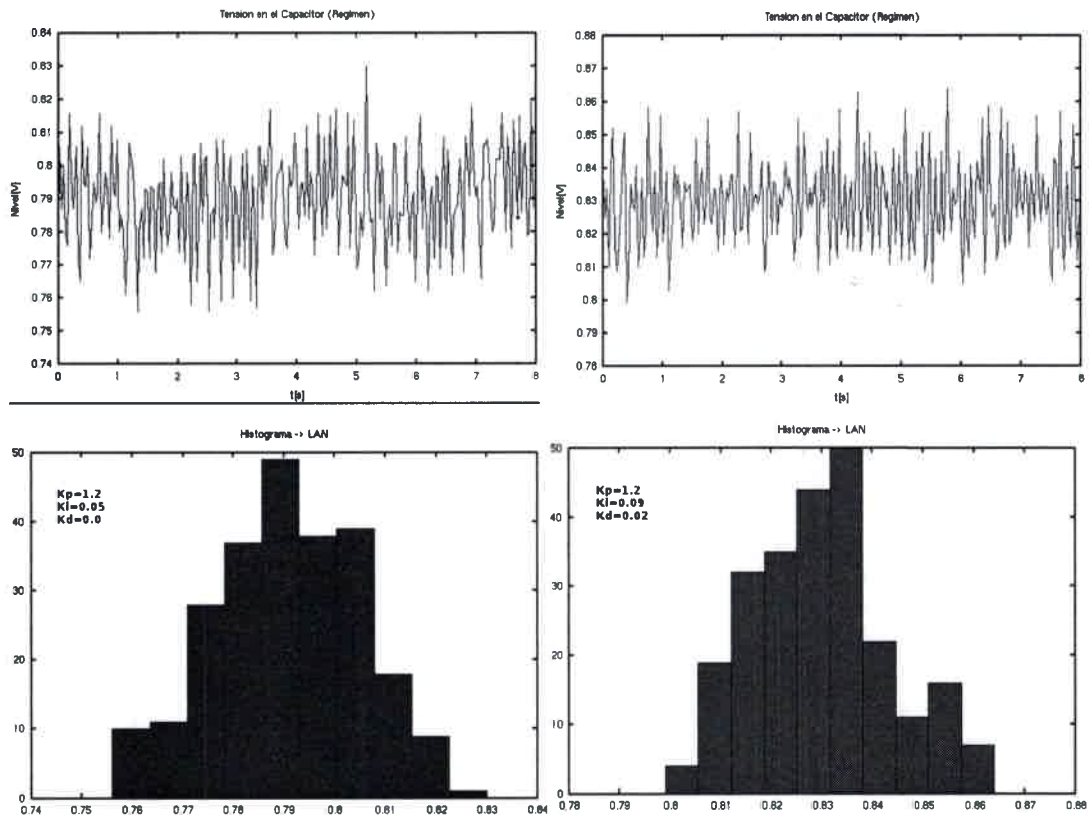 Tension en el Capacitor (Regimen)
0.84
0.83
0.82
0.81
0.8
0.79
0.78
0.77
0.76
0.75
0.74
Nivel[V]
0 1 2 3 4 5 6 7 8
t[s]
Tension en el Capacitor (Regimen)
0.88
0.87
0.86
0.85
0.84
0.83
0.82
0.81
0.8
0.79
0.78
Nivel[V]
0 1 2 3 4 5 6 7 8
t[s]
Histograma -> LAN
50
40
30
20
10
0
Kp=1.2
Ki=0.05
Kd=0.0
0.74 0.75 0.76 0.77 0.78 0.79 0.8 0.81 0.82 0.83 0.84
Histograma -> LAN
50
40
30
20
10
0
Kp=1.2
Ki=0.09
Kd=0.02
0.78 0.79 0.8 0.81 0.82 0.83 0.84 0.85 0.86 0.87 0.88